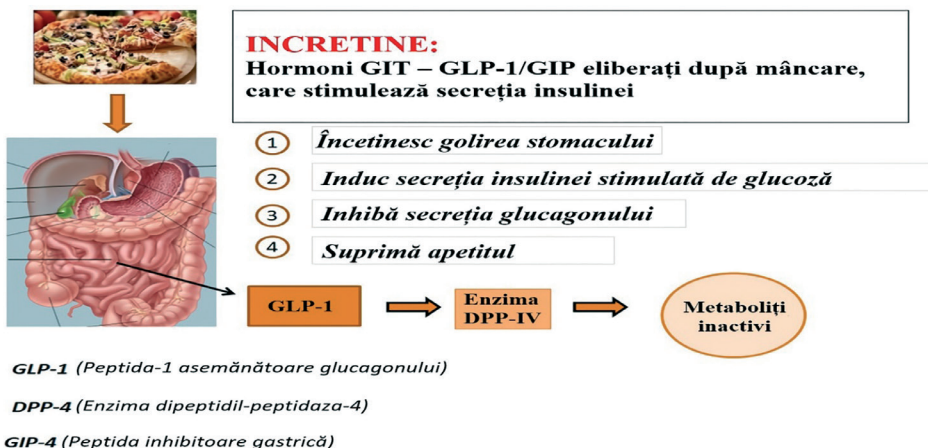 INCRETINE:
Hormoni GIT – GLP-1/GIP eliberați după mâncare,
care stimulează secreția insulinei
1 Încetinesc golirea stomacului
2 Induc secreția insulinei stimulată de glucoză
3 Inhibă secreția glucagonului
4 Suprimă apetitul
GLP-1
Enzima
DPP-IV
Metaboliți
inactivi
GLP-1 (Peptida-1 asemănătoare glucagonului)
DPP-4 (Enzima dipeptidil-peptidaza-4)
GIP-4 (Peptida inhibitoare gastrică)